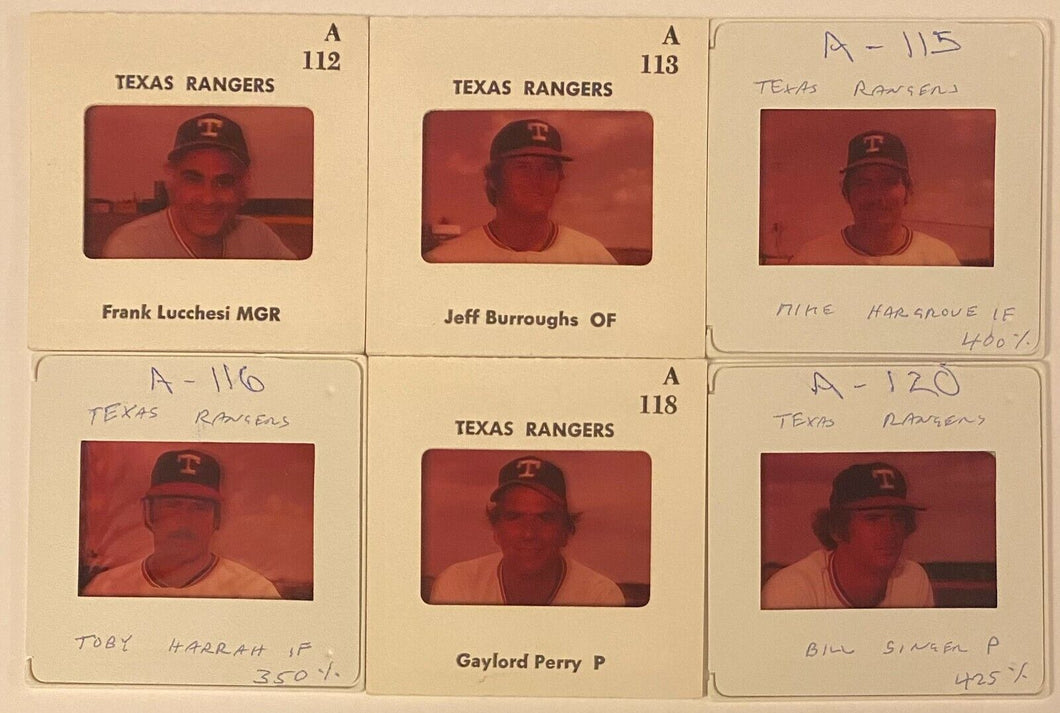 A
112
TEXAS RANGERS
T
Frank Lucchesi MGR
A
113
TEXAS RANGERS
T
Jeff Burroughs OF
A - 115
TEXAS RANGERS
T
MIKE HARGROVE IF
400%
A - 116
TEXAS RANGERS
T
TOBY HARRAH IF
350%
A
118
TEXAS RANGERS
T
Gaylord Perry P
A - 120
TEXAS RANGERS
T
BILL SINGER P
425%